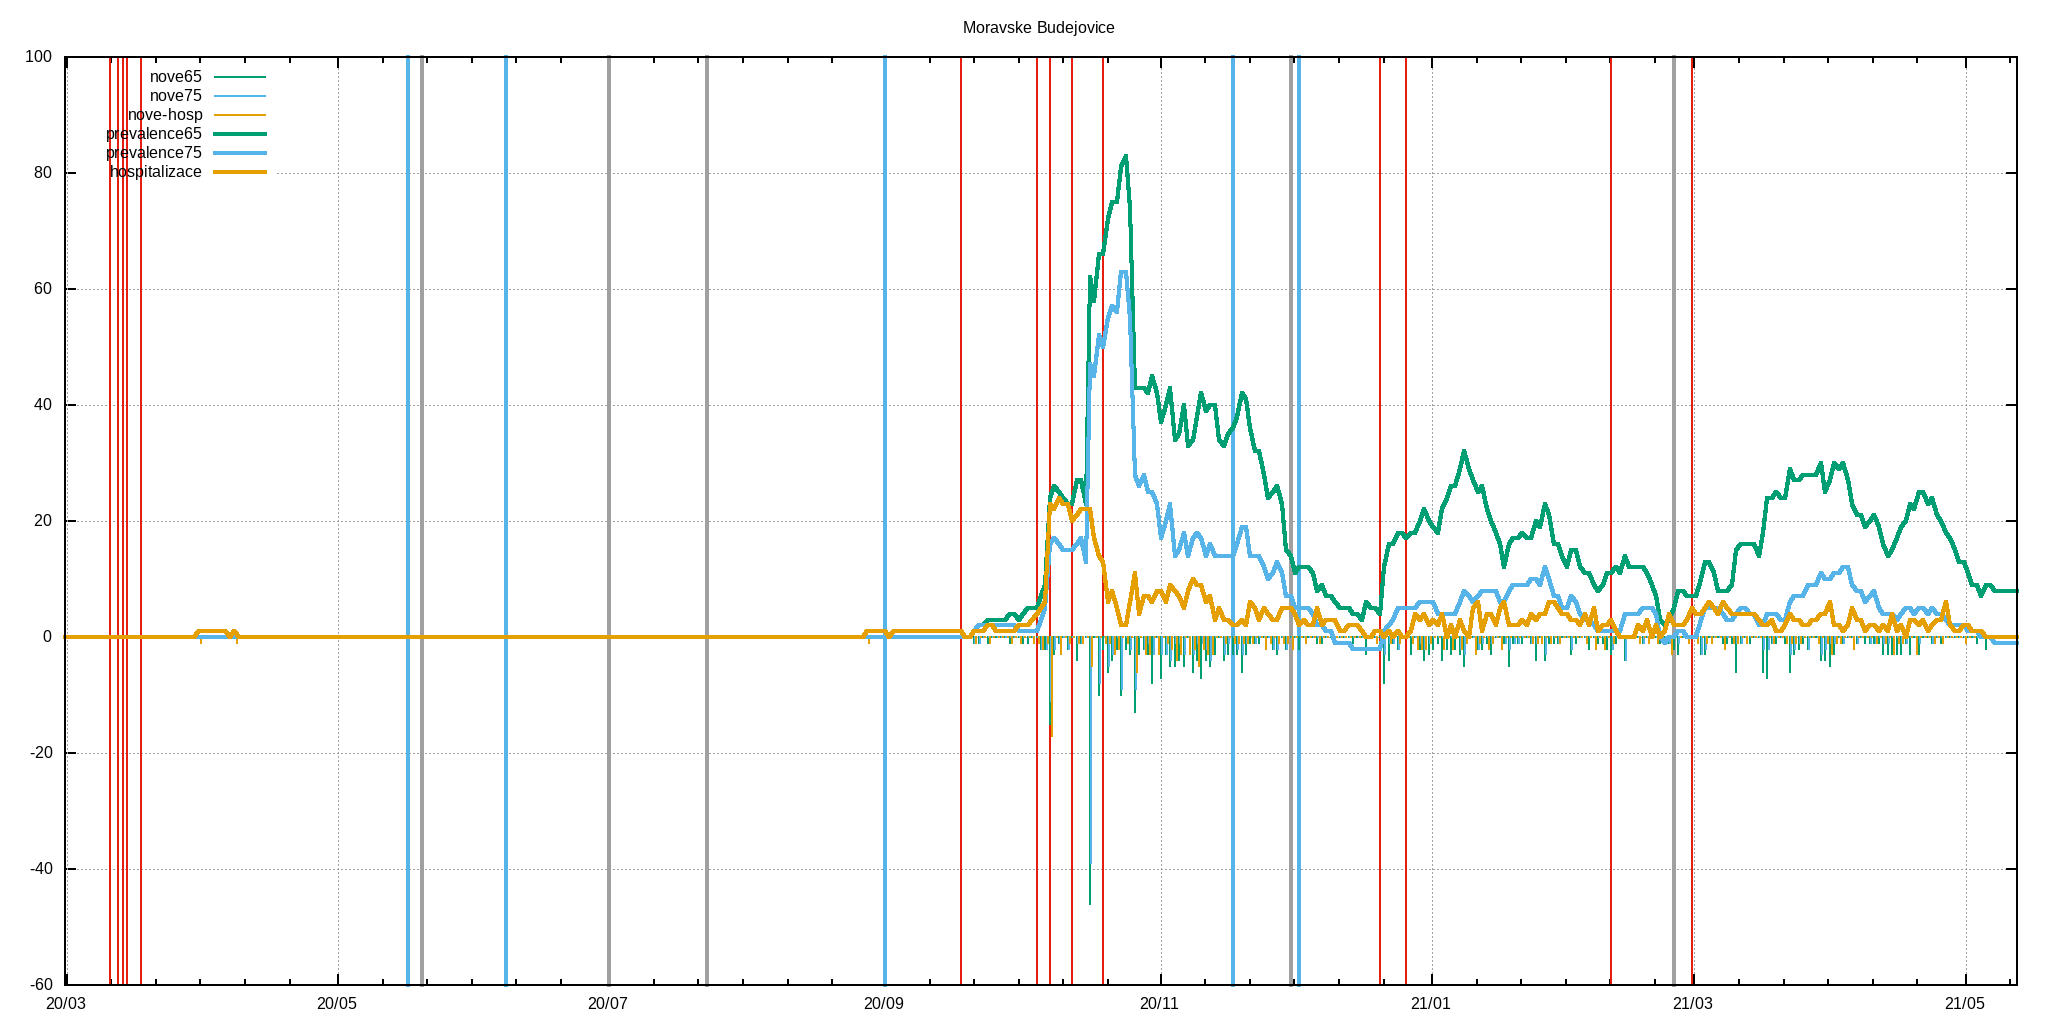 Moravske Budejovice
100
80
60
40
20
0
-20
-40
-60
nove65
nove75
nove-hosp
prevalence65
prevalence75
hospitalizace
20/03 20/05 20/07 20/09 20/11 21/01 21/03 21/05